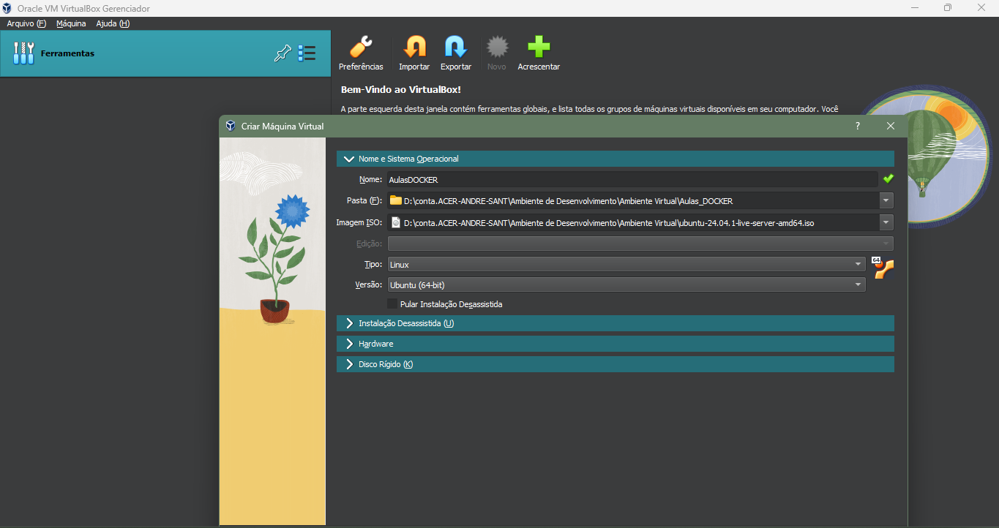 Oracle VM VirtualBox Gerenciador
Arquivo (F) Máquina Ajuda (H)
Ferramentas
Preferências Importar Exportar Novo Acrescentar
Bem-Vindo ao VirtualBox!
A parte esquerda desta janela contém ferramentas globais, e lista todas os grupos de máquinas virtuais disponíveis em seu computador. Você
Criar Máquina Virtual ?
Nome e Sistema Operacional
Nome: AulasDOCKER
Pasta (F): D:\conta.ACER-ANDRE-SANT\Ambiente de Desenvolvimento\Ambiente Virtual\Aulas_DOCKER
Imagem ISO: D:\conta.ACER-ANDRE-SANT\Ambiente de Desenvolvimento\Ambiente Virtual\ubuntu-24.04.1-live-server-amd64.iso
Edição:
Tipo: Linux 64
Versão: Ubuntu (64-bit)
Pular Instalação Desassistida
Instalação Desassistida (U)
Hardware
Disco Rígido (K)